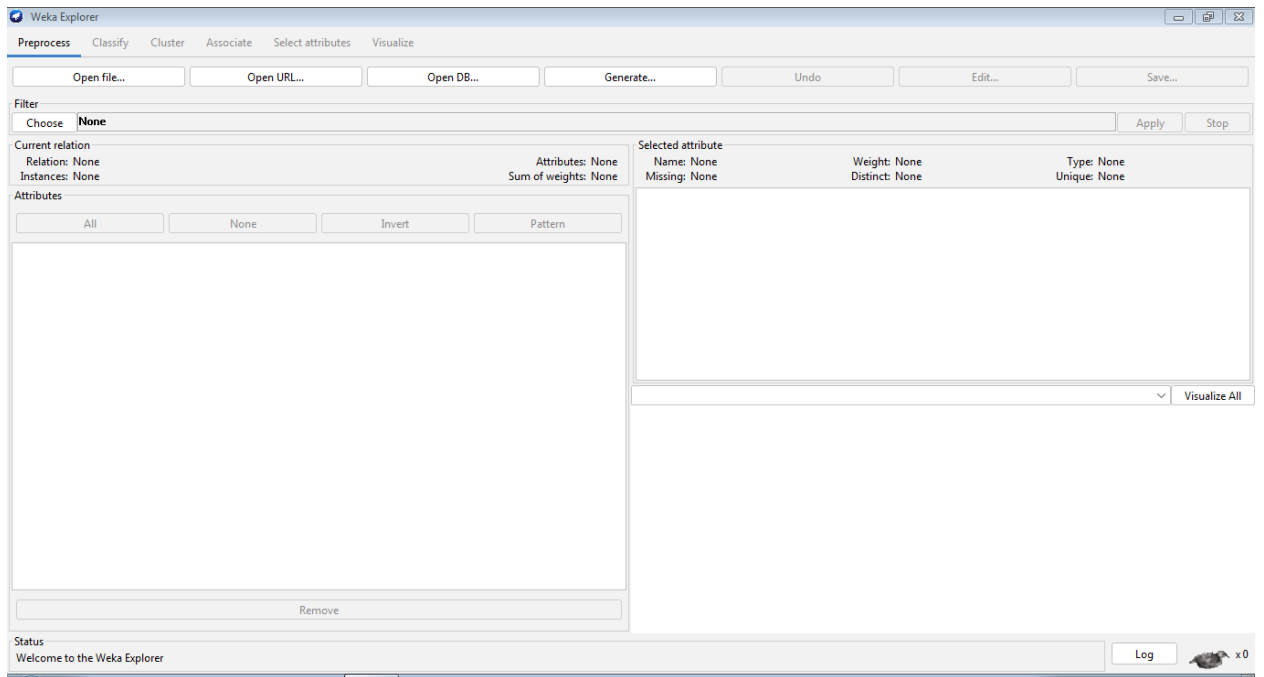 Weka Explorer
Preprocess Classify Cluster Associate Select attributes Visualize
Open file... Open URL... Open DB... Generate... Undo Edit... Save...
Filter
Choose None Apply Stop
Current relation
Relation: None Attributes: None
Instances: None Sum of weights: None
Selected attribute
Name: None Weight: None Type: None
Missing: None Distinct: None Unique: None
Attributes
All None Invert Pattern
Visualize All
Remove
Status
Welcome to the Weka Explorer
Log x 0